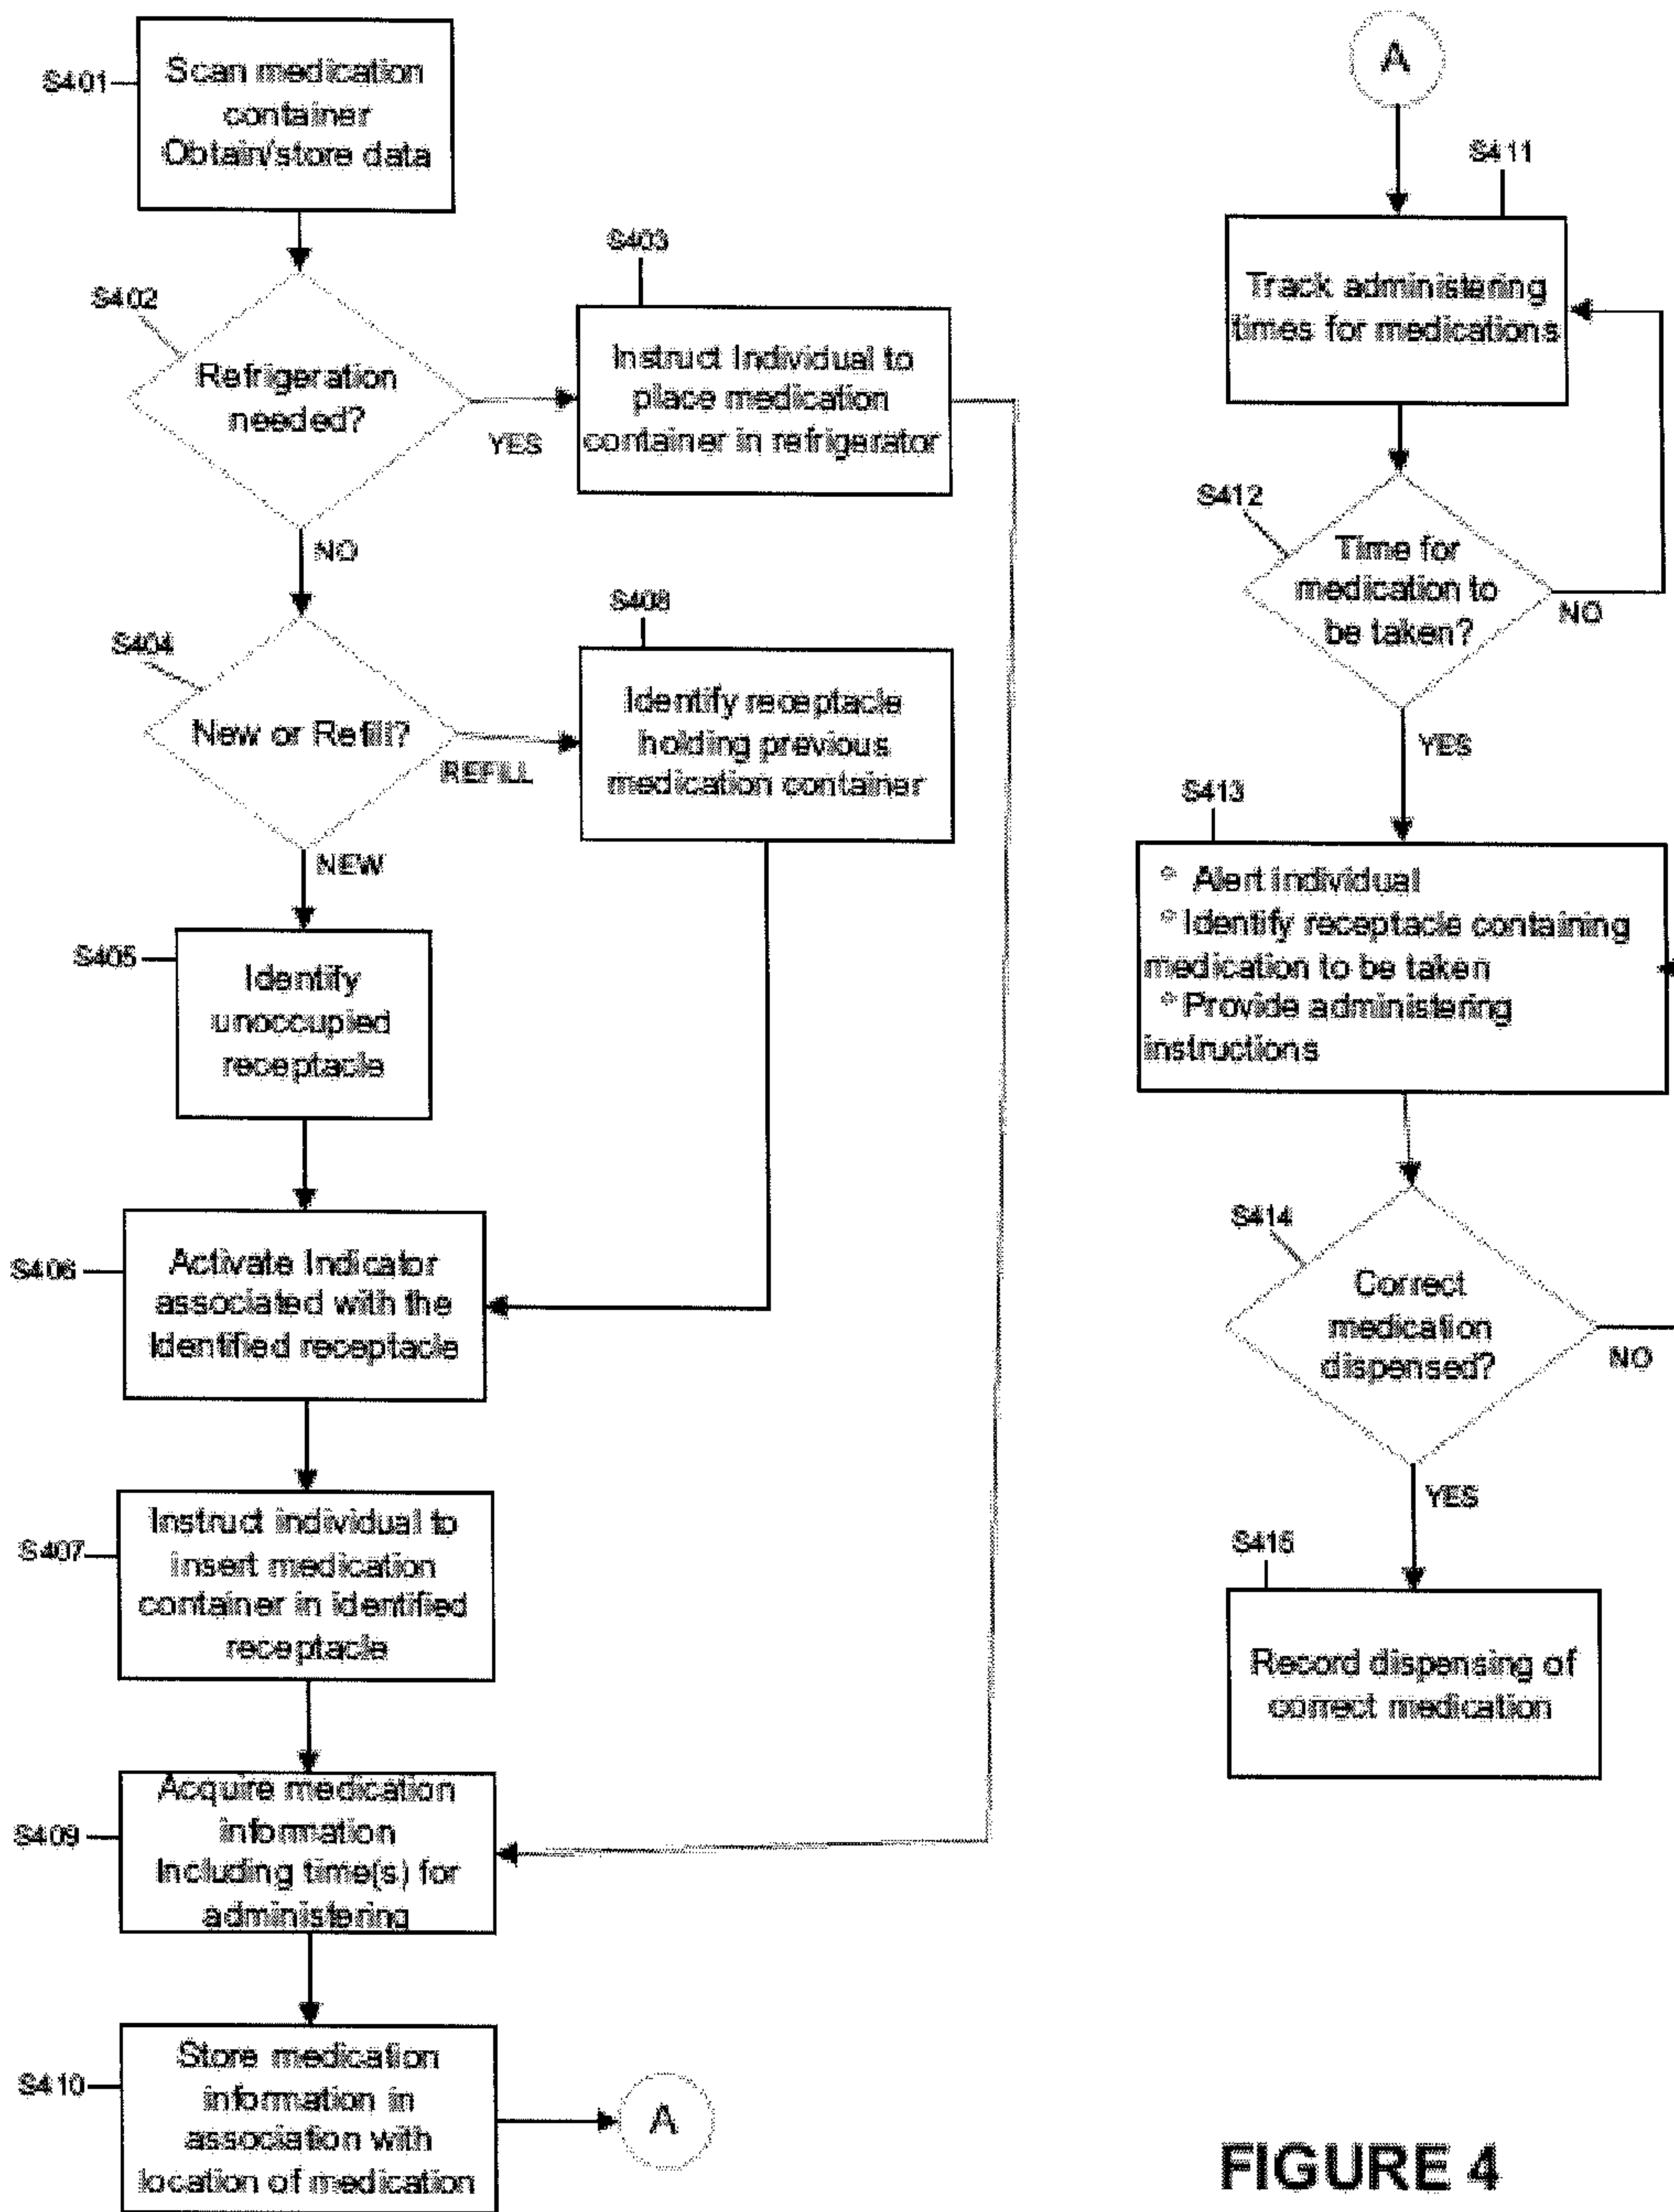 S401
Scan medication
container
Obtain/store data
S402
Refrigeration
needed?
YES
NO
S403
Instruct Individual to
place medication
container in refrigerator
S404
New or Refill?
REFILL
NEW
S408
Identify receptacle
holding previous
medication container
S405
Identify
unoccupied
receptacle
S406
Activate Indicator
associated with the
Identified receptacle
S407
Instruct individual to
insert medication
container in identified
receptacle
S409
Acquire medication
information
Including time(s) for
administering
S410
Store medication
information in
association with
location of medication
A
A
S411
Track administering
times for medications
S412
Time for
medication to
be taken?
NO
YES
S413
° Alert individual
° Identify receptacle containing
medication to be taken
° Provide administering
instructions
S414
Correct
medication
dispensed?
NO
YES
S415
Record dispensing of
correct medication
FIGURE 4